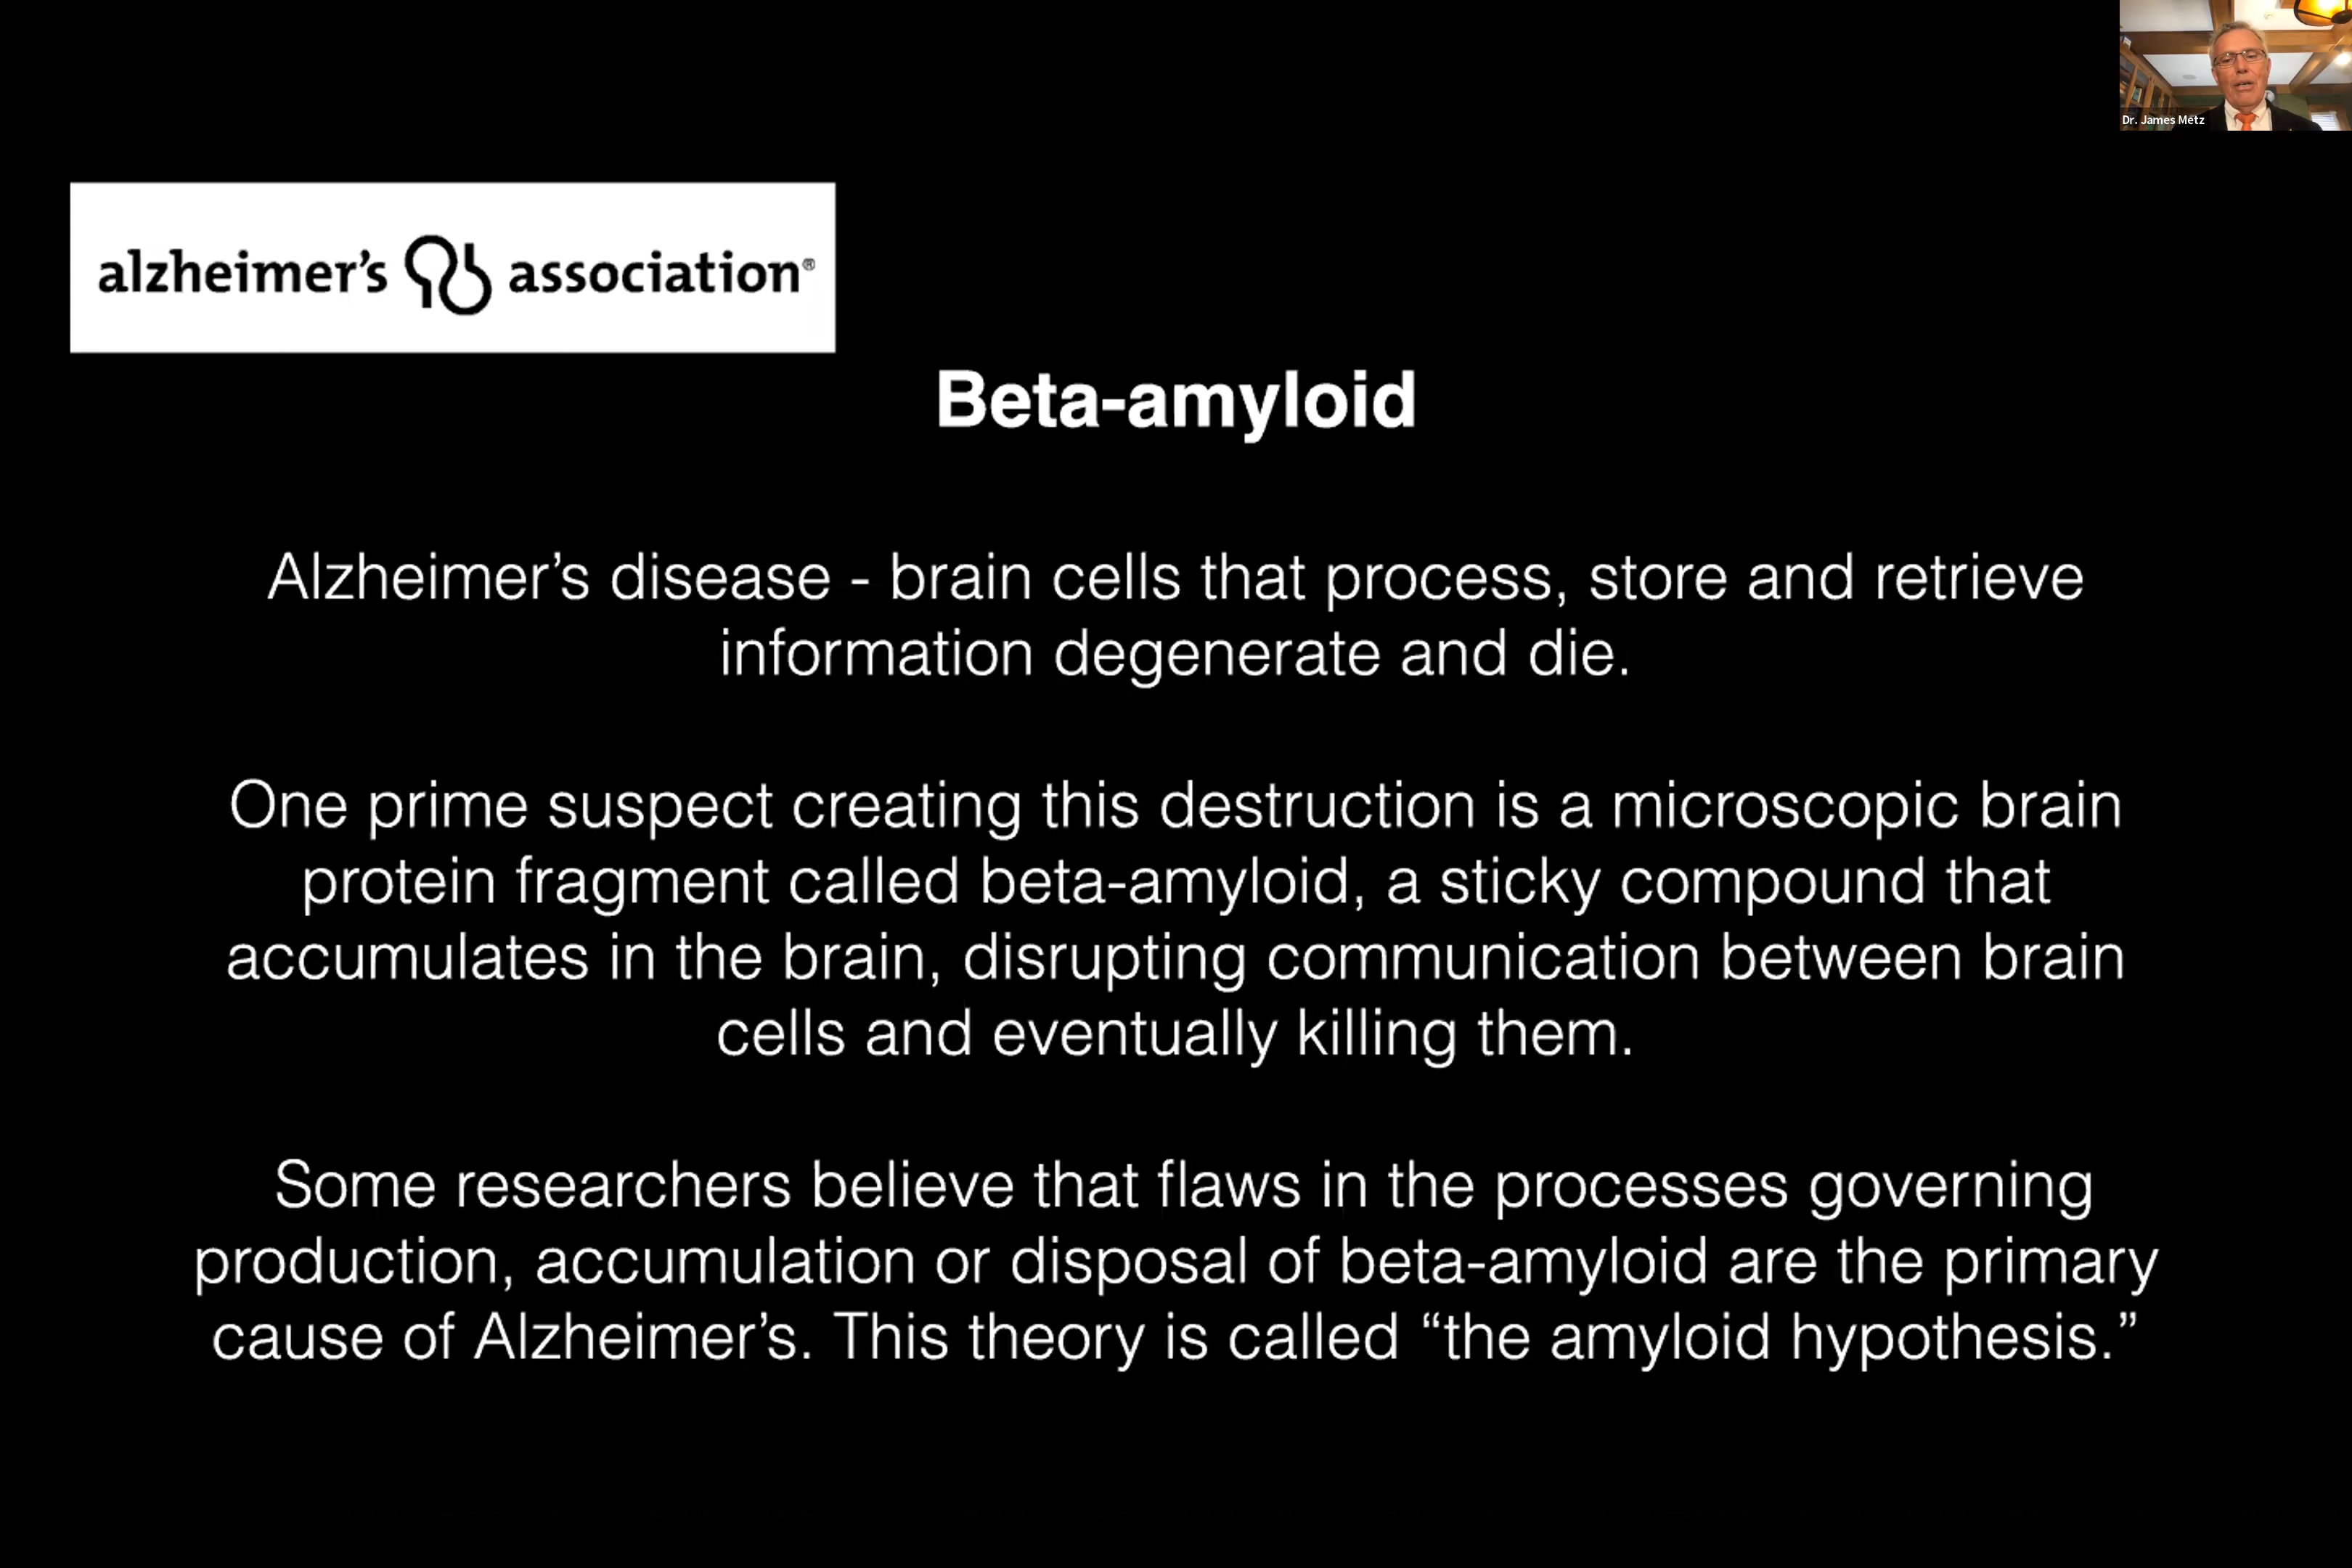 Dr. James Metz
alzheimer’s association®
Beta-amyloid
Alzheimer’s disease - brain cells that process, store and retrieve
information degenerate and die.
One prime suspect creating this destruction is a microscopic brain
protein fragment called beta-amyloid, a sticky compound that
accumulates in the brain, disrupting communication between brain
cells and eventually killing them.
Some researchers believe that flaws in the processes governing
production, accumulation or disposal of beta-amyloid are the primary
cause of Alzheimer’s. This theory is called “the amyloid hypothesis.”